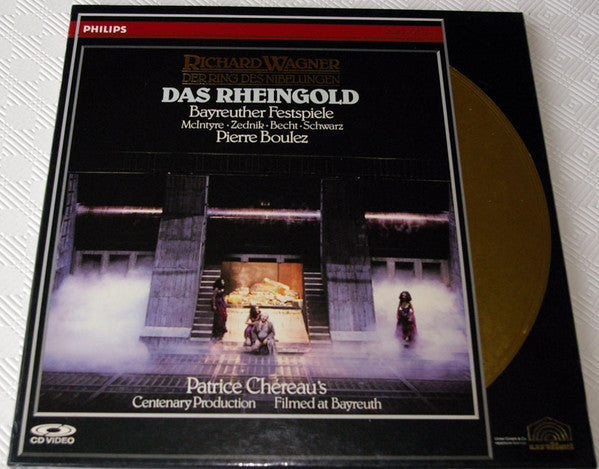 PHILIPS
RICHARD WAGNER
DER RING DES NIBELUNGEN
DAS RHEINGOLD
Bayreuther Festspiele
McIntyre · Zednik · Becht · Schwarz
Pierre Boulez
Patrice Chéreau's
Centenary Production Filmed at Bayreuth
CD VIDEO
unitel